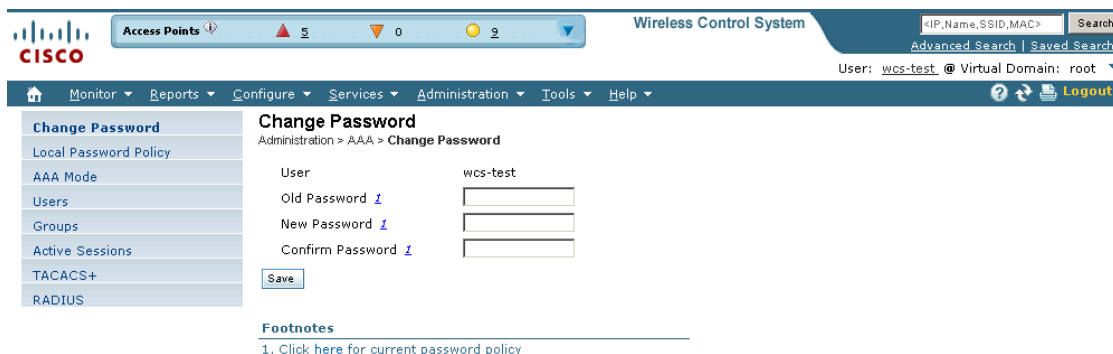 Access Points
5
0
9
Wireless Control System
<IP,Name,SSID,MAC>
Search
CISCO
Advanced Search | Saved Search
User: wcs-test @ Virtual Domain: root
Monitor Reports Configure Services Administration Tools Help
Logout
Change Password
Local Password Policy
AAA Mode
Users
Groups
Active Sessions
TACACS+
RADIUS
Change Password
Administration > AAA > Change Password
User wcs-test
Old Password 1
New Password 1
Confirm Password 1
Save
Footnotes
1. Click here for current password policy